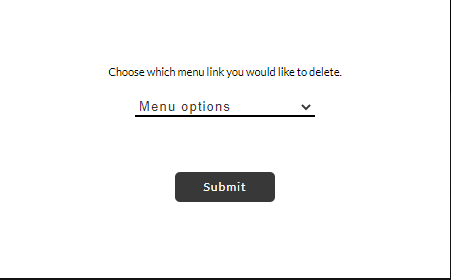 Choose which menu link you would like to delete.
Menu options
Submit